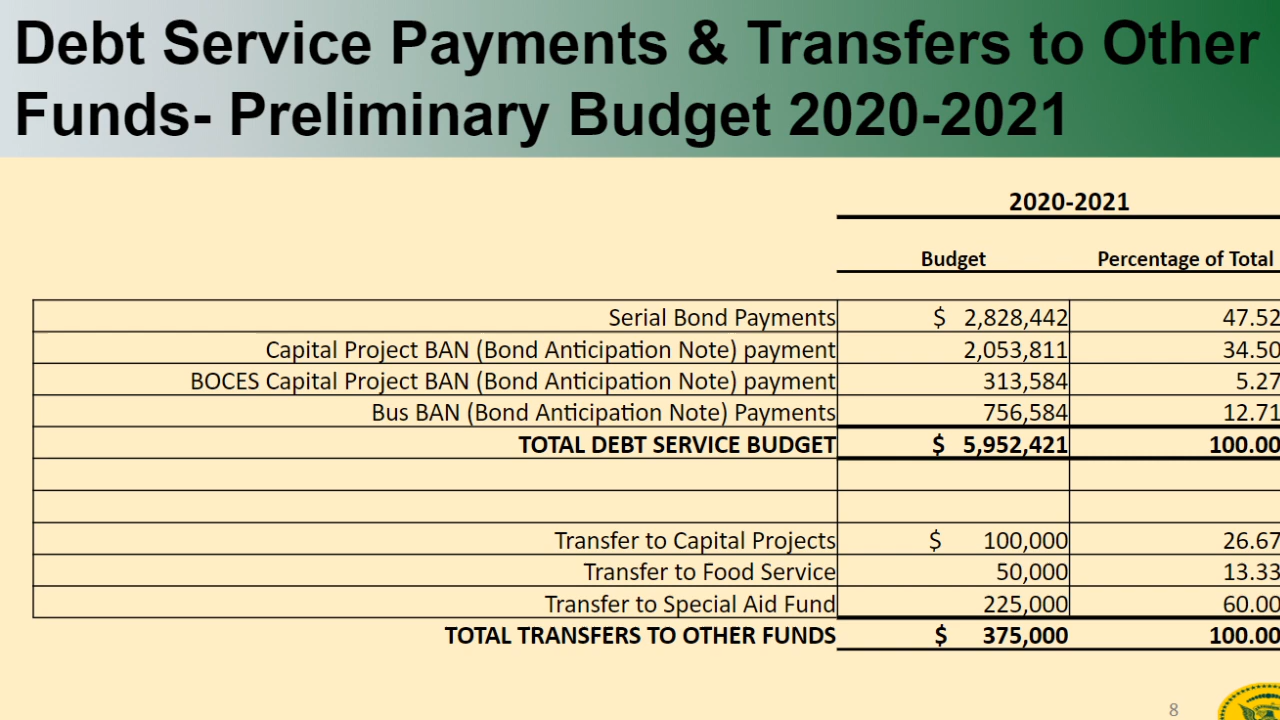 Debt Service Payments & Transfers to Other
Funds- Preliminary Budget 2020-2021
2020-2021
Budget Percentage of Total
Serial Bond Payments $ 2,828,442 47.52
Capital Project BAN (Bond Anticipation Note) payment 2,053,811 34.50
BOCES Capital Project BAN (Bond Anticipation Note) payment 313,584 5.27
Bus BAN (Bond Anticipation Note) Payments 756,584 12.71
TOTAL DEBT SERVICE BUDGET $ 5,952,421 100.00
Transfer to Capital Projects $ 100,000 26.67
Transfer to Food Service 50,000 13.33
Transfer to Special Aid Fund 225,000 60.00
TOTAL TRANSFERS TO OTHER FUNDS $ 375,000 100.00
8